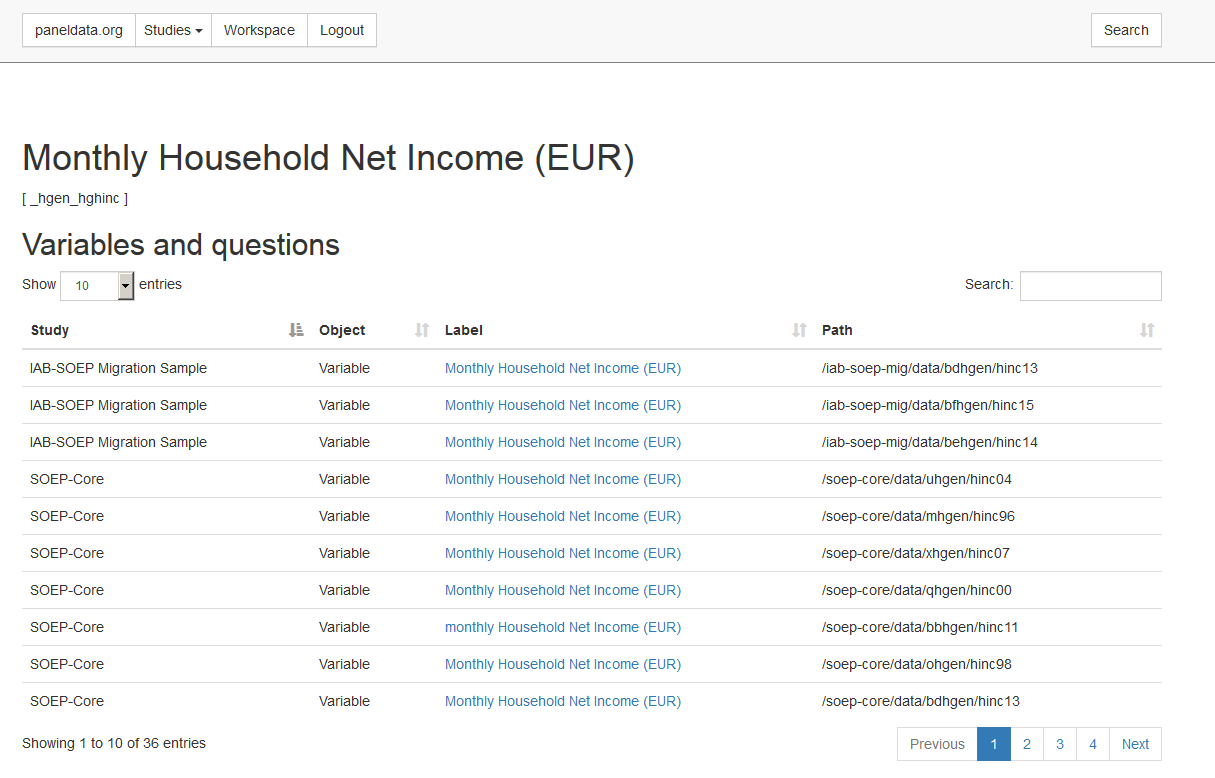 paneldata.org Studies Workspace Logout Search
Monthly Household Net Income (EUR)
[ _hgen_hghinc ]
Variables and questions
Show 10 entries Search:
Study Object Label Path
IAB-SOEP Migration Sample Variable Monthly Household Net Income (EUR) /iab-soep-mig/data/bdhgen/hinc13
IAB-SOEP Migration Sample Variable Monthly Household Net Income (EUR) /iab-soep-mig/data/bfhgen/hinc15
IAB-SOEP Migration Sample Variable Monthly Household Net Income (EUR) /iab-soep-mig/data/behgen/hinc14
SOEP-Core Variable Monthly Household Net Income (EUR) /soep-core/data/uhgen/hinc04
SOEP-Core Variable Monthly Household Net Income (EUR) /soep-core/data/mhgen/hinc96
SOEP-Core Variable Monthly Household Net Income (EUR) /soep-core/data/xhgen/hinc07
SOEP-Core Variable Monthly Household Net Income (EUR) /soep-core/data/qhgen/hinc00
SOEP-Core Variable monthly Household Net Income (EUR) /soep-core/data/bbhgen/hinc11
SOEP-Core Variable Monthly Household Net Income (EUR) /soep-core/data/ohgen/hinc98
SOEP-Core Variable Monthly Household Net Income (EUR) /soep-core/data/bdhgen/hinc13
Showing 1 to 10 of 36 entries Previous 1 2 3 4 Next